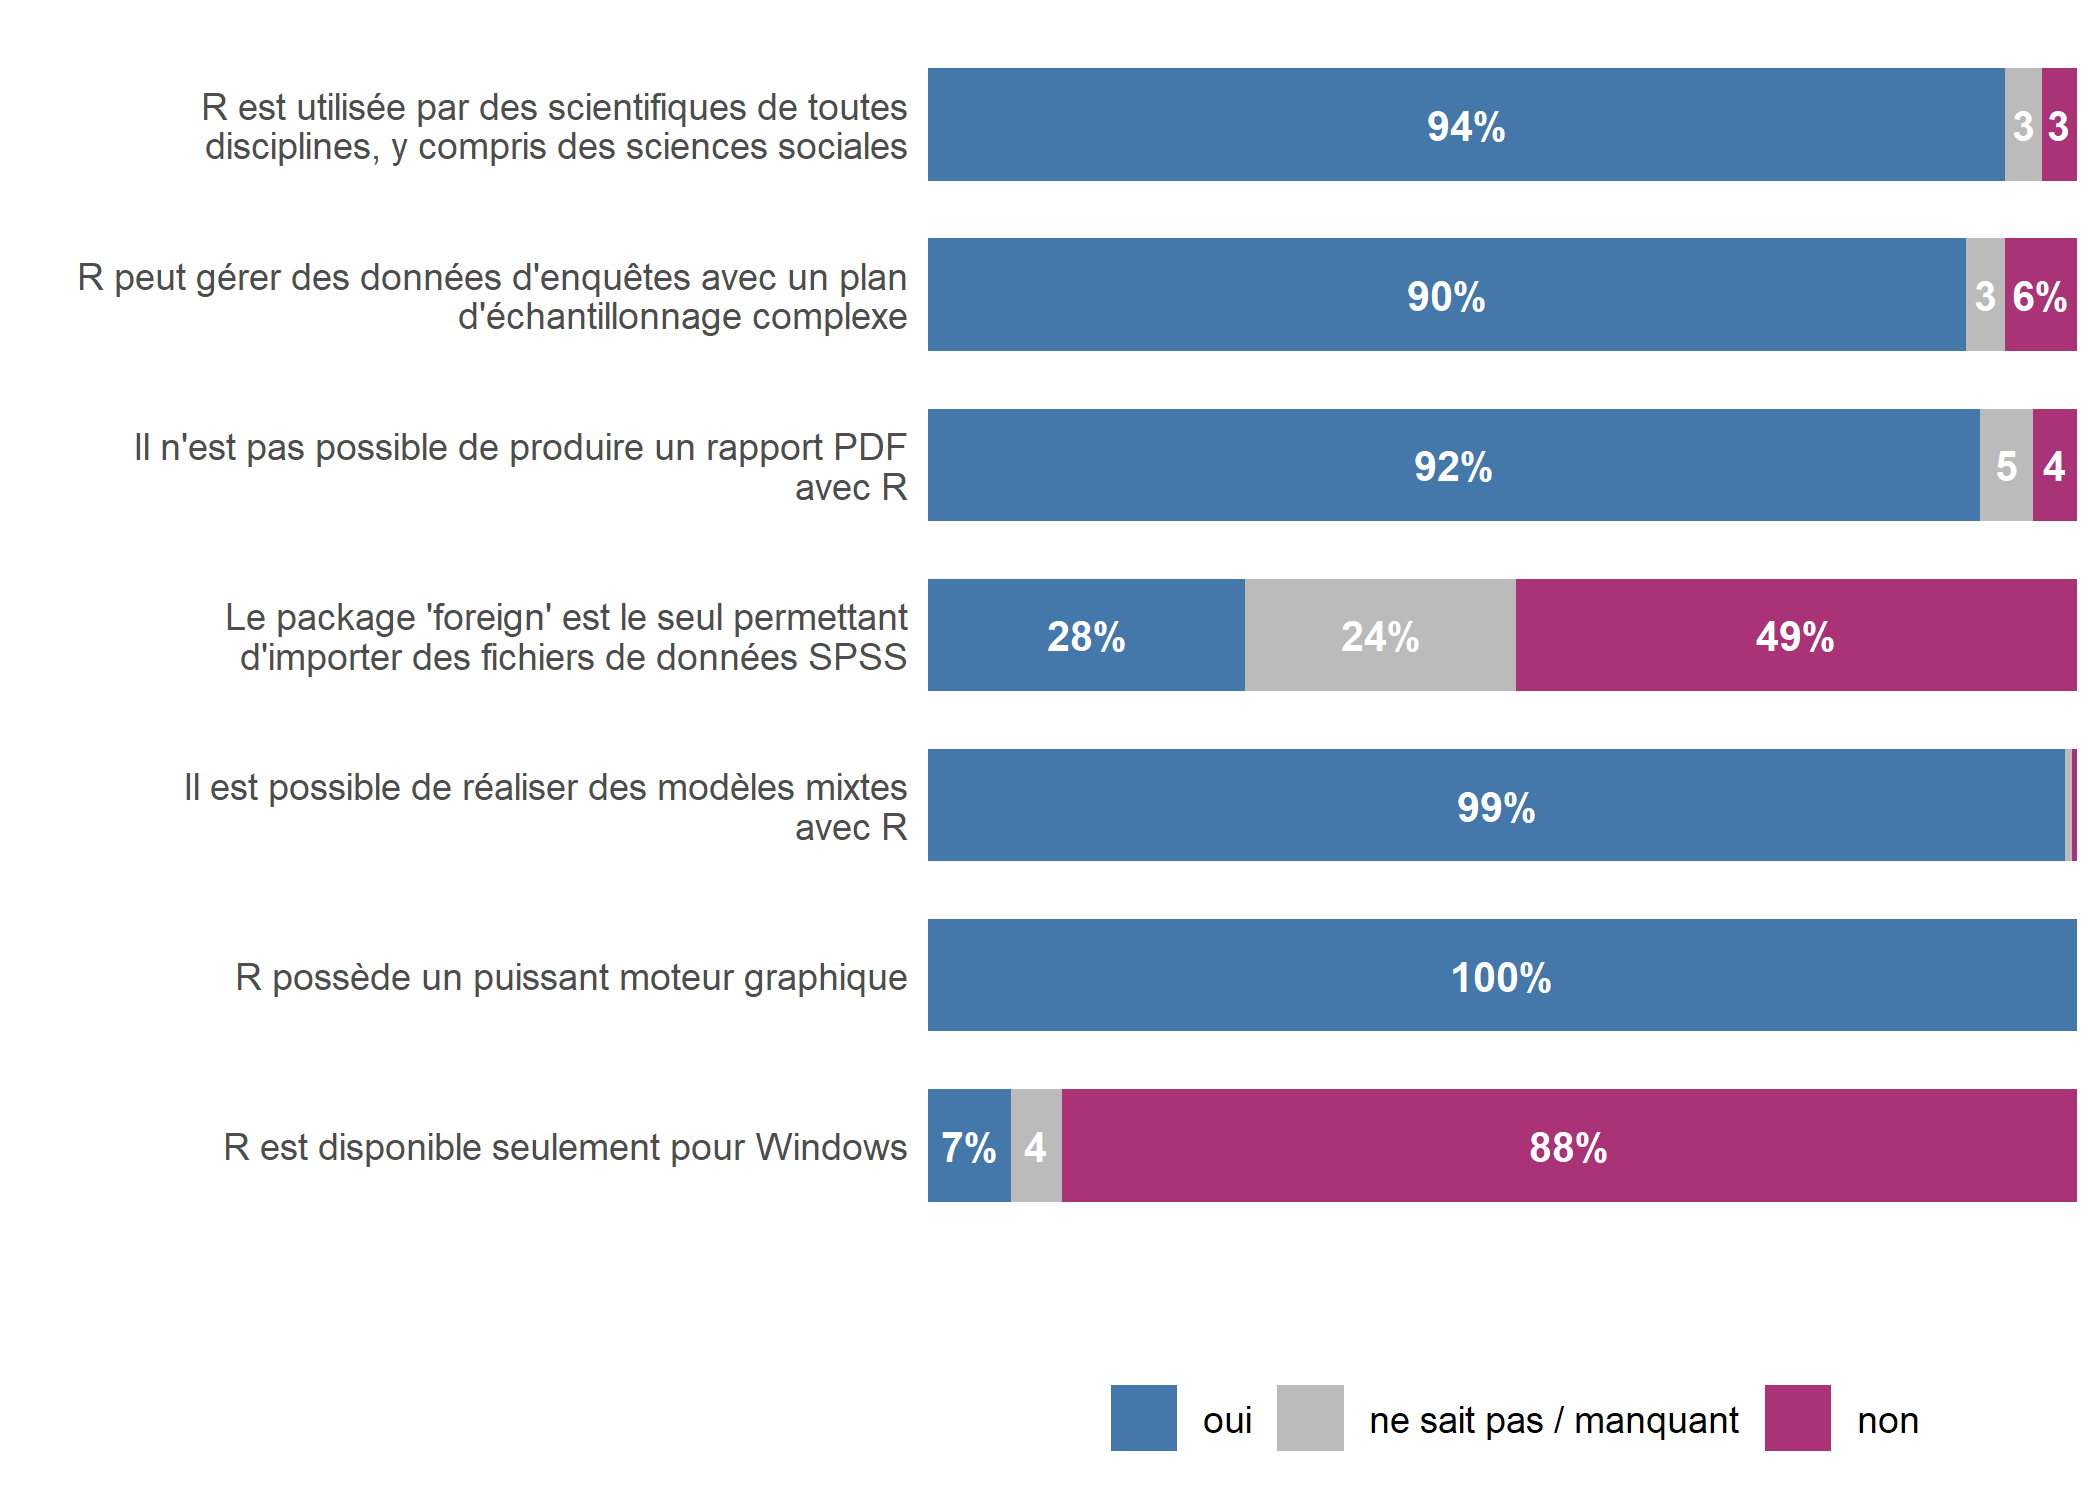 R est utilisée par des scientifiques de toutes
disciplines, y compris des sciences sociales
94% 3 3
R peut gérer des données d'enquêtes avec un plan
d'échantillonnage complexe
90% 3 6%
Il n'est pas possible de produire un rapport PDF
avec R
92% 5 4
Le package 'foreign' est le seul permettant
d'importer des fichiers de données SPSS
28% 24% 49%
Il est possible de réaliser des modèles mixtes
avec R
99%
R possède un puissant moteur graphique
100%
R est disponible seulement pour Windows
7% 4 88%
oui ne sait pas / manquant non